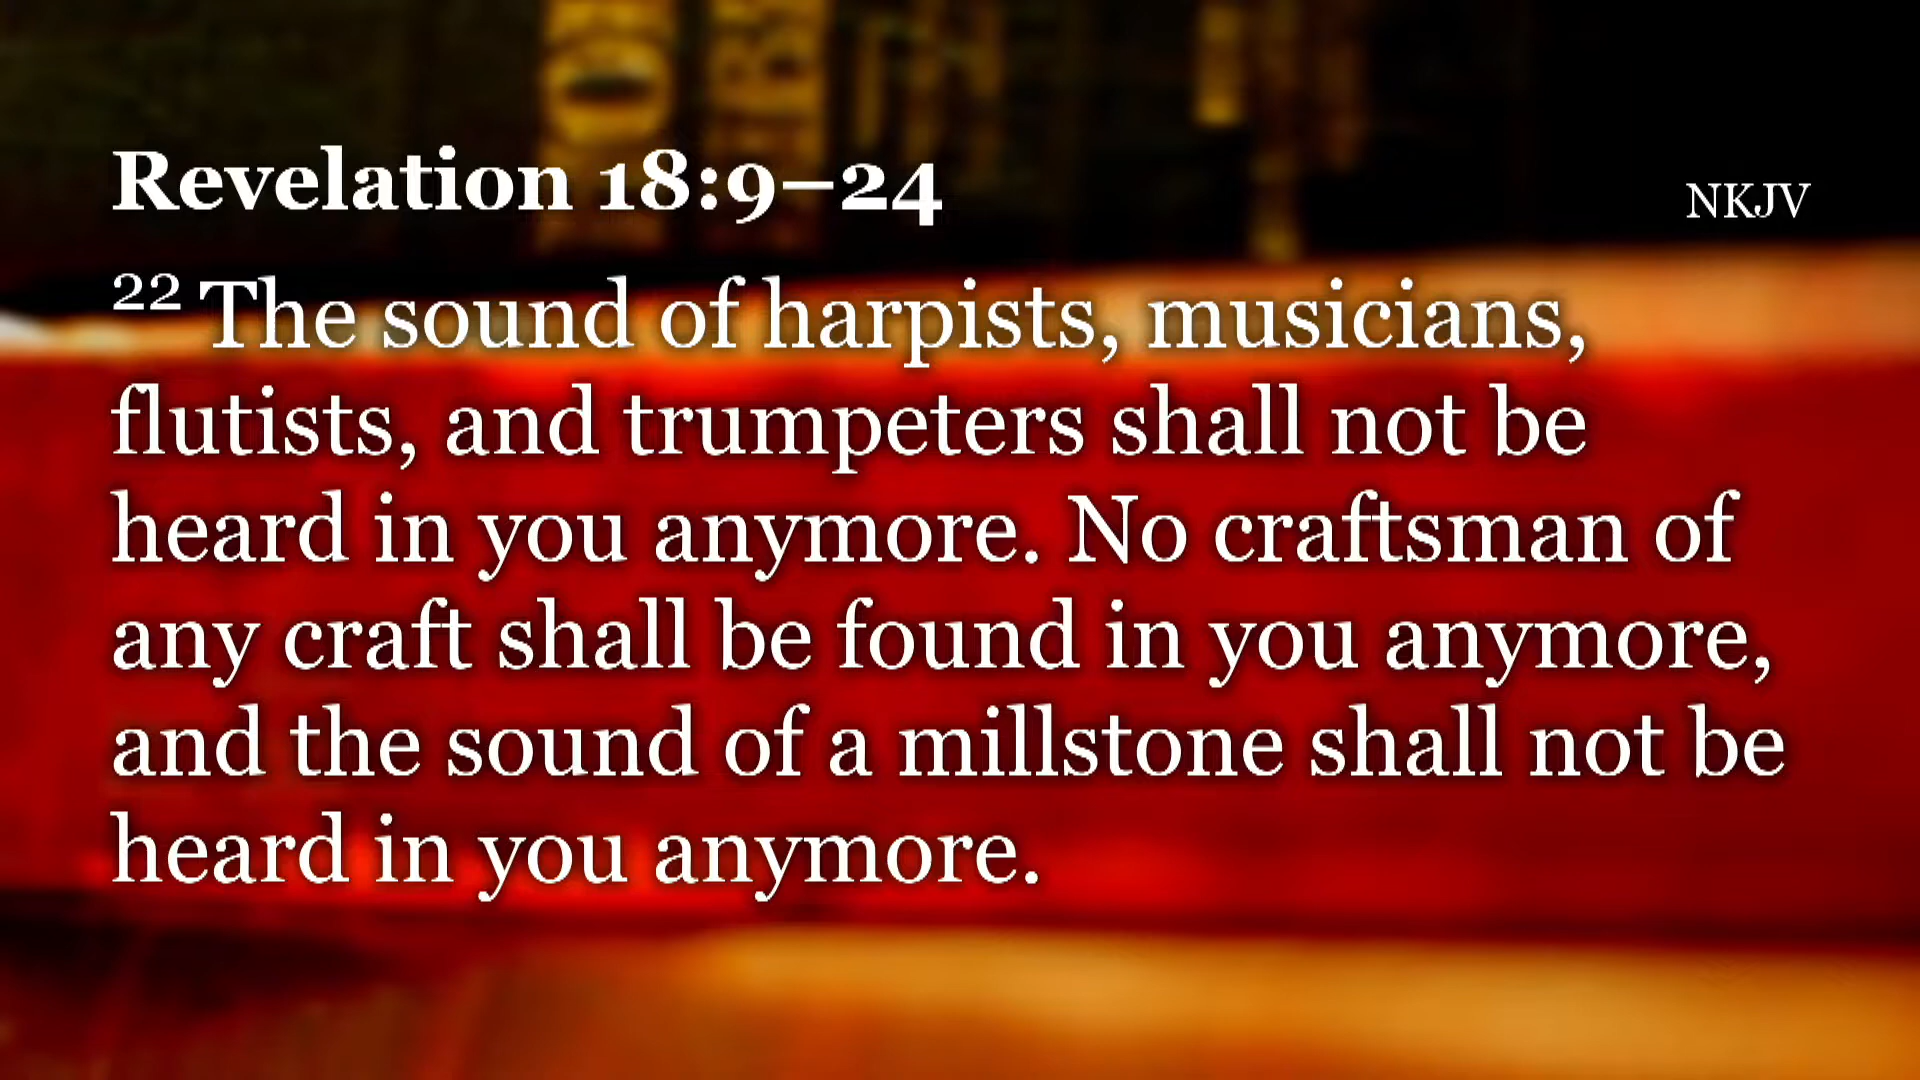 Revelation 18:9–24
NKJV
22 The sound of harpists, musicians,
flutists, and trumpeters shall not be
heard in you anymore. No craftsman of
any craft shall be found in you anymore,
and the sound of a millstone shall not be
heard in you anymore.